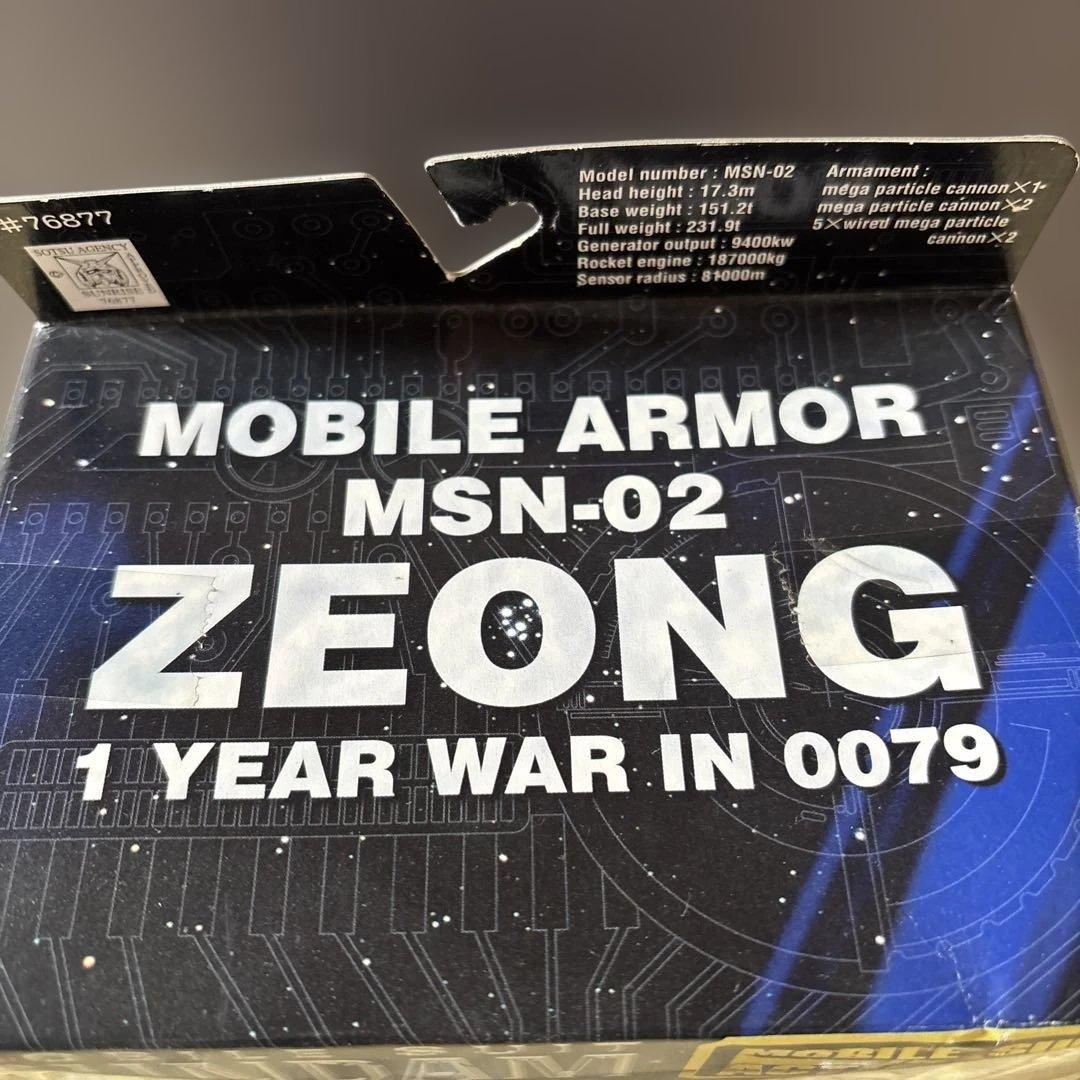 #76877
SOTSU AGENCY
SUNRISE
76877
Model number : MSN-02
Head height : 17.3m
Base weight : 151.2t
Full weight : 231.9t
Generator output : 9400kw
Rocket engine : 187000kg
Sensor radius : 81000m
Armament :
mega particle cannon×1
mega particle cannon×2
5×wired mega particle
cannon×2
MOBILE ARMOR
MSN-02
ZEONG
1 YEAR WAR IN 0079